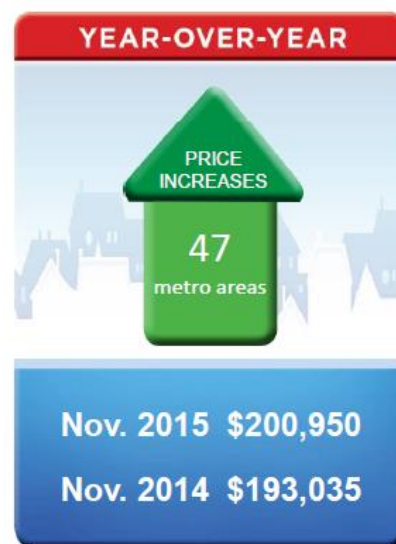 YEAR-OVER-YEAR
PRICE
INCREASES
47
metro areas
Nov. 2015 $200,950
Nov. 2014 $193,035